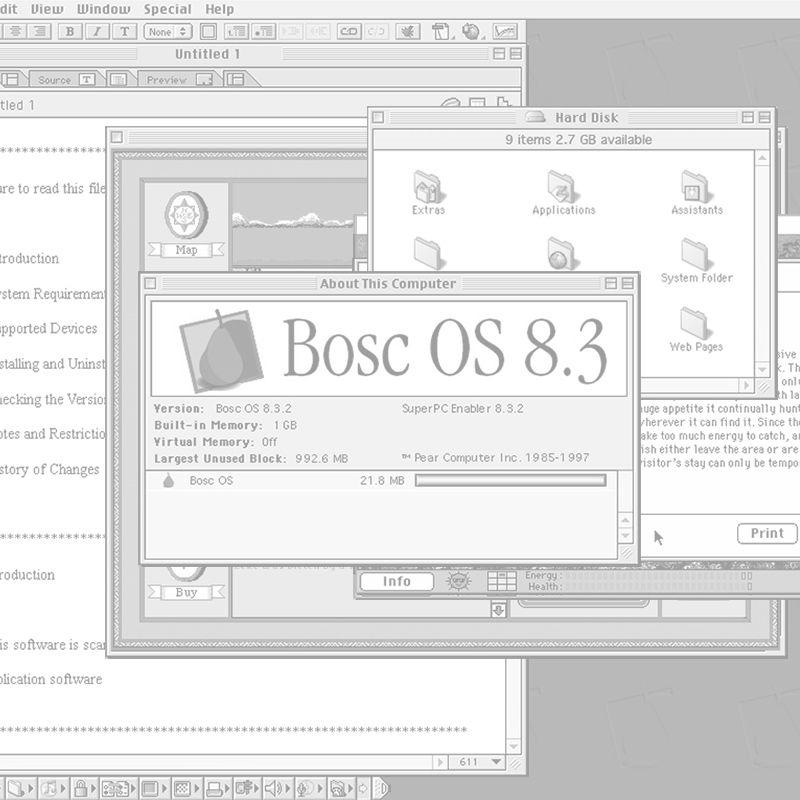 dit View Window Special Help
B I T None
Untitled 1
Source T Preview
tled 1
Hard Disk
9 items 2.7 GB available
************
ure to read this file
Extras Applications Assistants
Map
troduction
System Folder
ystem Requirement
About This Computer
pported Devices
Bosc OS 8.3
Web Pages
stalling and Uninst
hecking the Version
otes and Restrictio
story of Changes
Version: Bosc OS 8.3.2 SuperPC Enabler 8.3.2
Built-in Memory: 1 GB
Virtual Memory: Off
Largest Unused Block: 992.6 MB ™ Pear Computer Inc. 1985-1997
Bosc OS 21.8 MB
uge appetite it continually hunt
wherever it can find it. Since the
ake too much energy to catch, an
ish either leave the area or are
visitor's stay can only be tempo
Print
************
roduction
Info
Energy:
Health:
Buy
is software is scan
plication software
************************************************
611